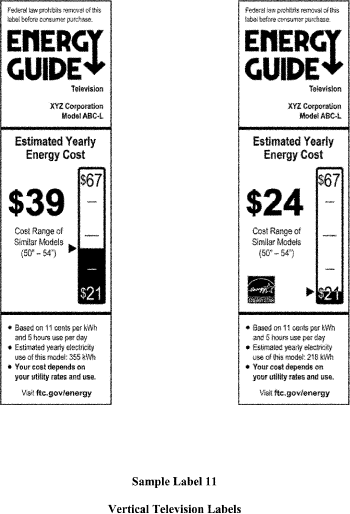 Federal law prohibits removal of this
label before consumer purchase.
ENERGY
GUIDE
Television
XYZ Corporation
Model ABC-L
Estimated Yearly
Energy Cost
$39
$67
Cost Range of
Similar Models
(50" – 54")
$21
• Based on 11 cents per kWh
and 5 hours use per day
• Estimated yearly electricity
use of this model: 355 kWh
• Your cost depends on
your utility rates and use.
Visit ftc.gov/energy
Federal law prohibits removal of this
label before consumer purchase.
ENERGY
GUIDE
Television
XYZ Corporation
Model ABC-L
Estimated Yearly
Energy Cost
$24
$67
Cost Range of
Similar Models
(50" – 54")
$21
• Based on 11 cents per kWh
and 5 hours use per day
• Estimated yearly electricity
use of this model: 218 kWh
• Your cost depends on
your utility rates and use.
Visit ftc.gov/energy
Sample Label 11
Vertical Television Labels